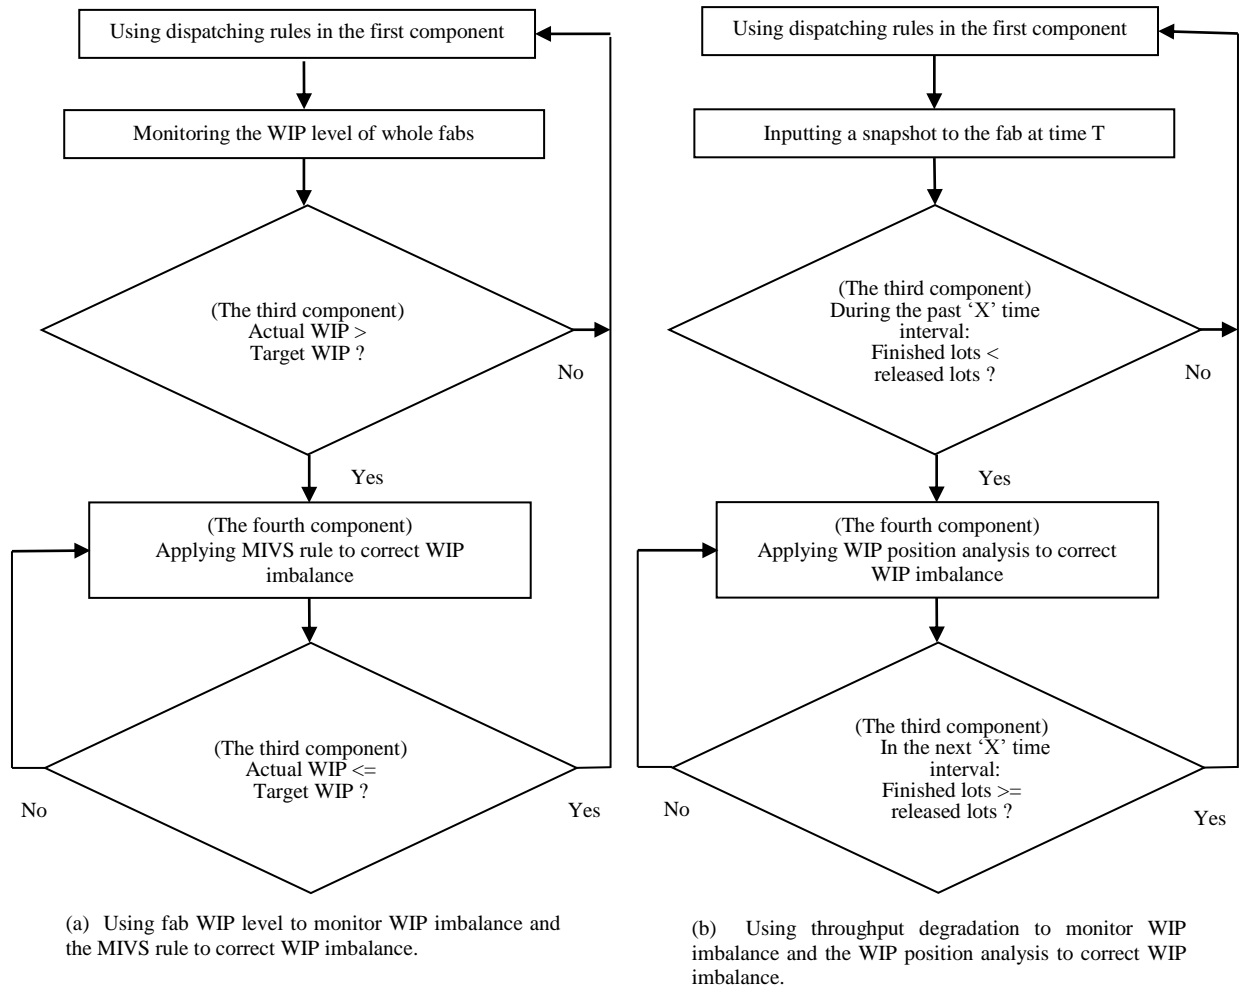 Using dispatching rules in the first component
Monitoring the WIP level of whole fabs
(The third component)
Actual WIP >
Target WIP ?
No
Yes
(The fourth component)
Applying MIVS rule to correct WIP
imbalance
(The third component)
Actual WIP <=
Target WIP ?
No
Yes
(a) Using fab WIP level to monitor WIP imbalance and
the MIVS rule to correct WIP imbalance.
Using dispatching rules in the first component
Inputting a snapshot to the fab at time T
(The third component)
During the past ‘X’ time
interval:
Finished lots <
released lots ?
No
Yes
(The fourth component)
Applying WIP position analysis to correct
WIP imbalance
(The third component)
In the next ‘X’ time
interval:
Finished lots >=
released lots ?
No
Yes
(b) Using throughput degradation to monitor WIP
imbalance and the WIP position analysis to correct WIP
imbalance.